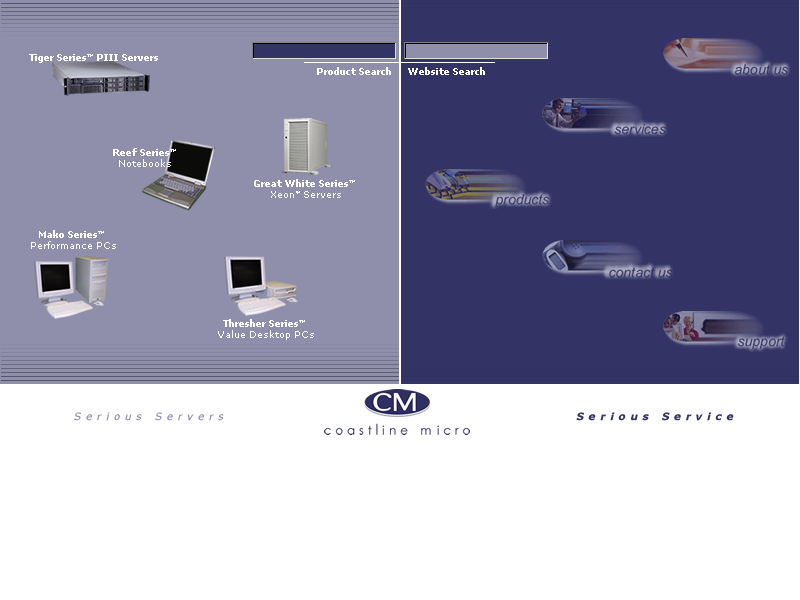 Tiger Series™ PIII Servers
Product Search
Website Search
about us
services
Reef Series™
Notebooks
Great White Series™
Xeon™ Servers
products
Mako Series™
Performance PCs
contact us
Thresher Series™
Value Desktop PCs
support
Serious Servers
CM
coastline micro
Serious Service